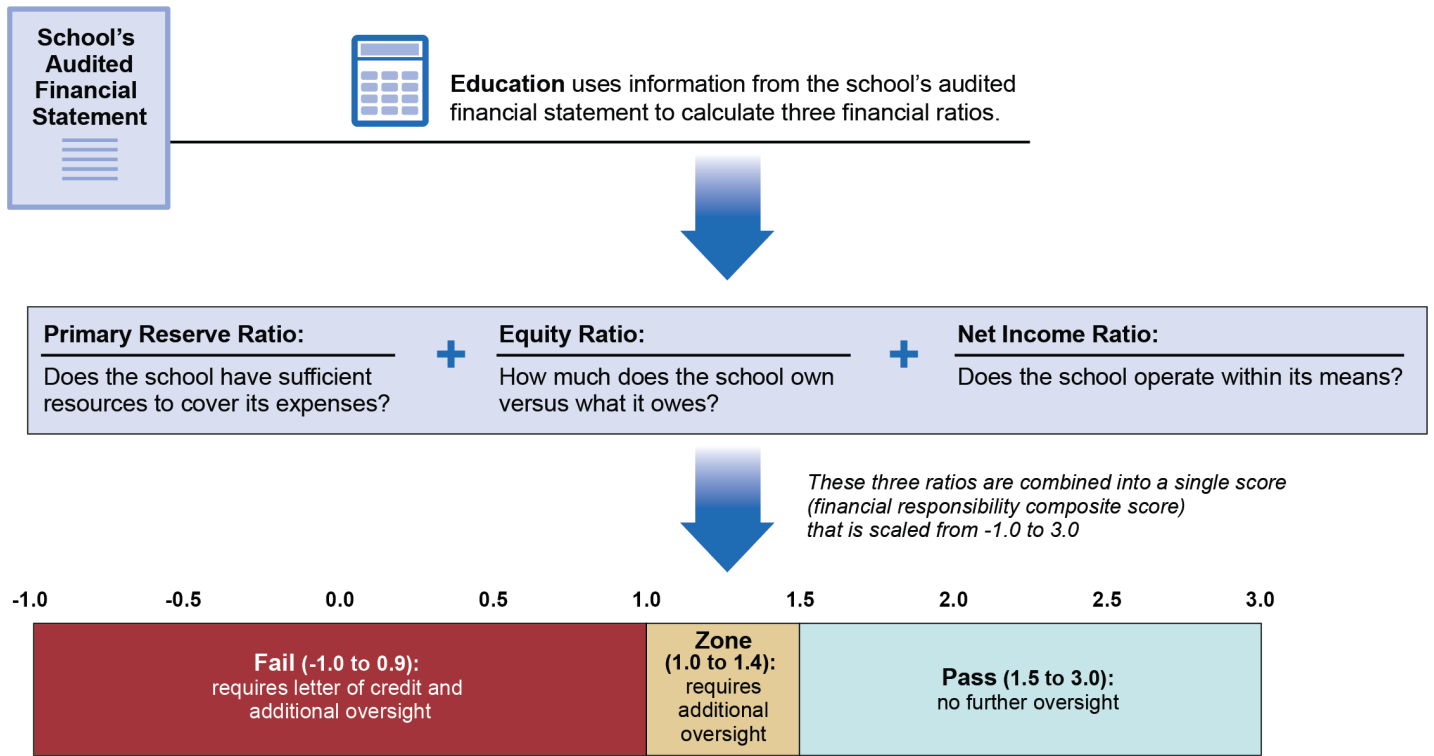 School's
Audited
Financial
Statement
Education uses information from the school's audited
financial statement to calculate three financial ratios.
Primary Reserve Ratio:
Does the school have sufficient
resources to cover its expenses?
+
Equity Ratio:
How much does the school own
versus what it owes?
+
Net Income Ratio:
Does the school operate within its means?
These three ratios are combined into a single score
(financial responsibility composite score)
that is scaled from -1.0 to 3.0
-1.0 -0.5 0.0 0.5 1.0 1.5 2.0 2.5 3.0
Fail (-1.0 to 0.9):
requires letter of credit and
additional oversight
Zone
(1.0 to 1.4):
requires
additional
oversight
Pass (1.5 to 3.0):
no further oversight